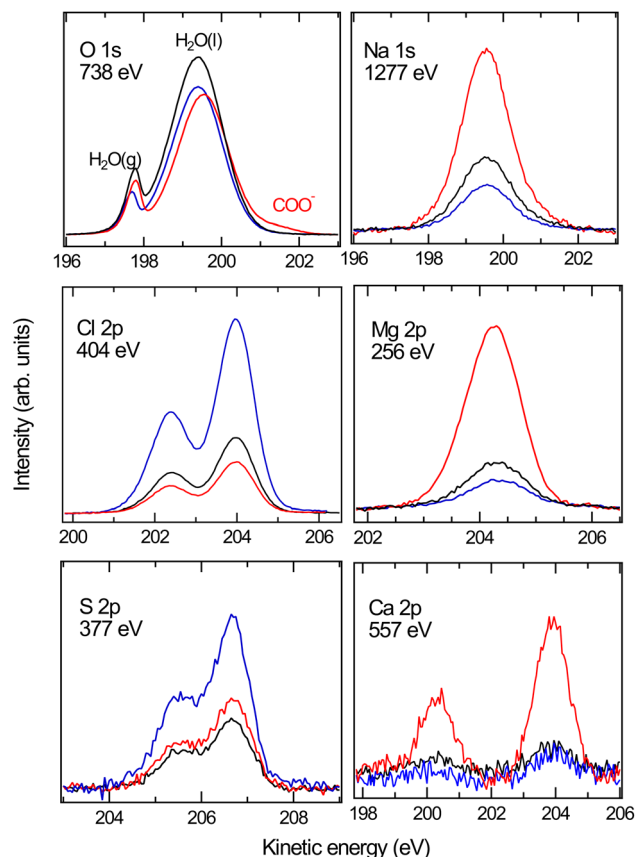 O 1s
738 eV
H₂O(l)
H₂O(g)
COO⁻
196 198 200 202
Na 1s
1277 eV
196 198 200 202
Cl 2p
404 eV
200 202 204 206
Mg 2p
256 eV
202 204 206
S 2p
377 eV
204 206 208
Ca 2p
557 eV
198 200 202 204 206
Intensity (arb. units)
Kinetic energy (eV)